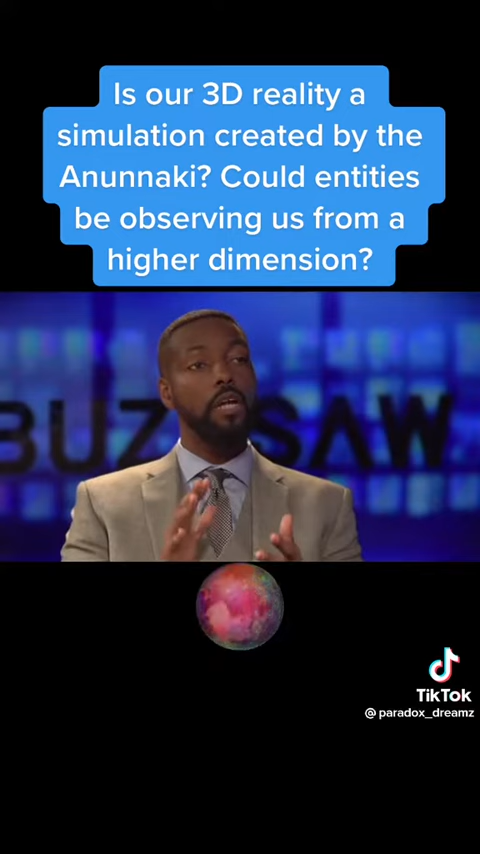 Is our 3D reality a
simulation created by the
Anunnaki? Could entities
be observing us from a
higher dimension?
BUZ SAW
TikTok
@ paradox_dreamz